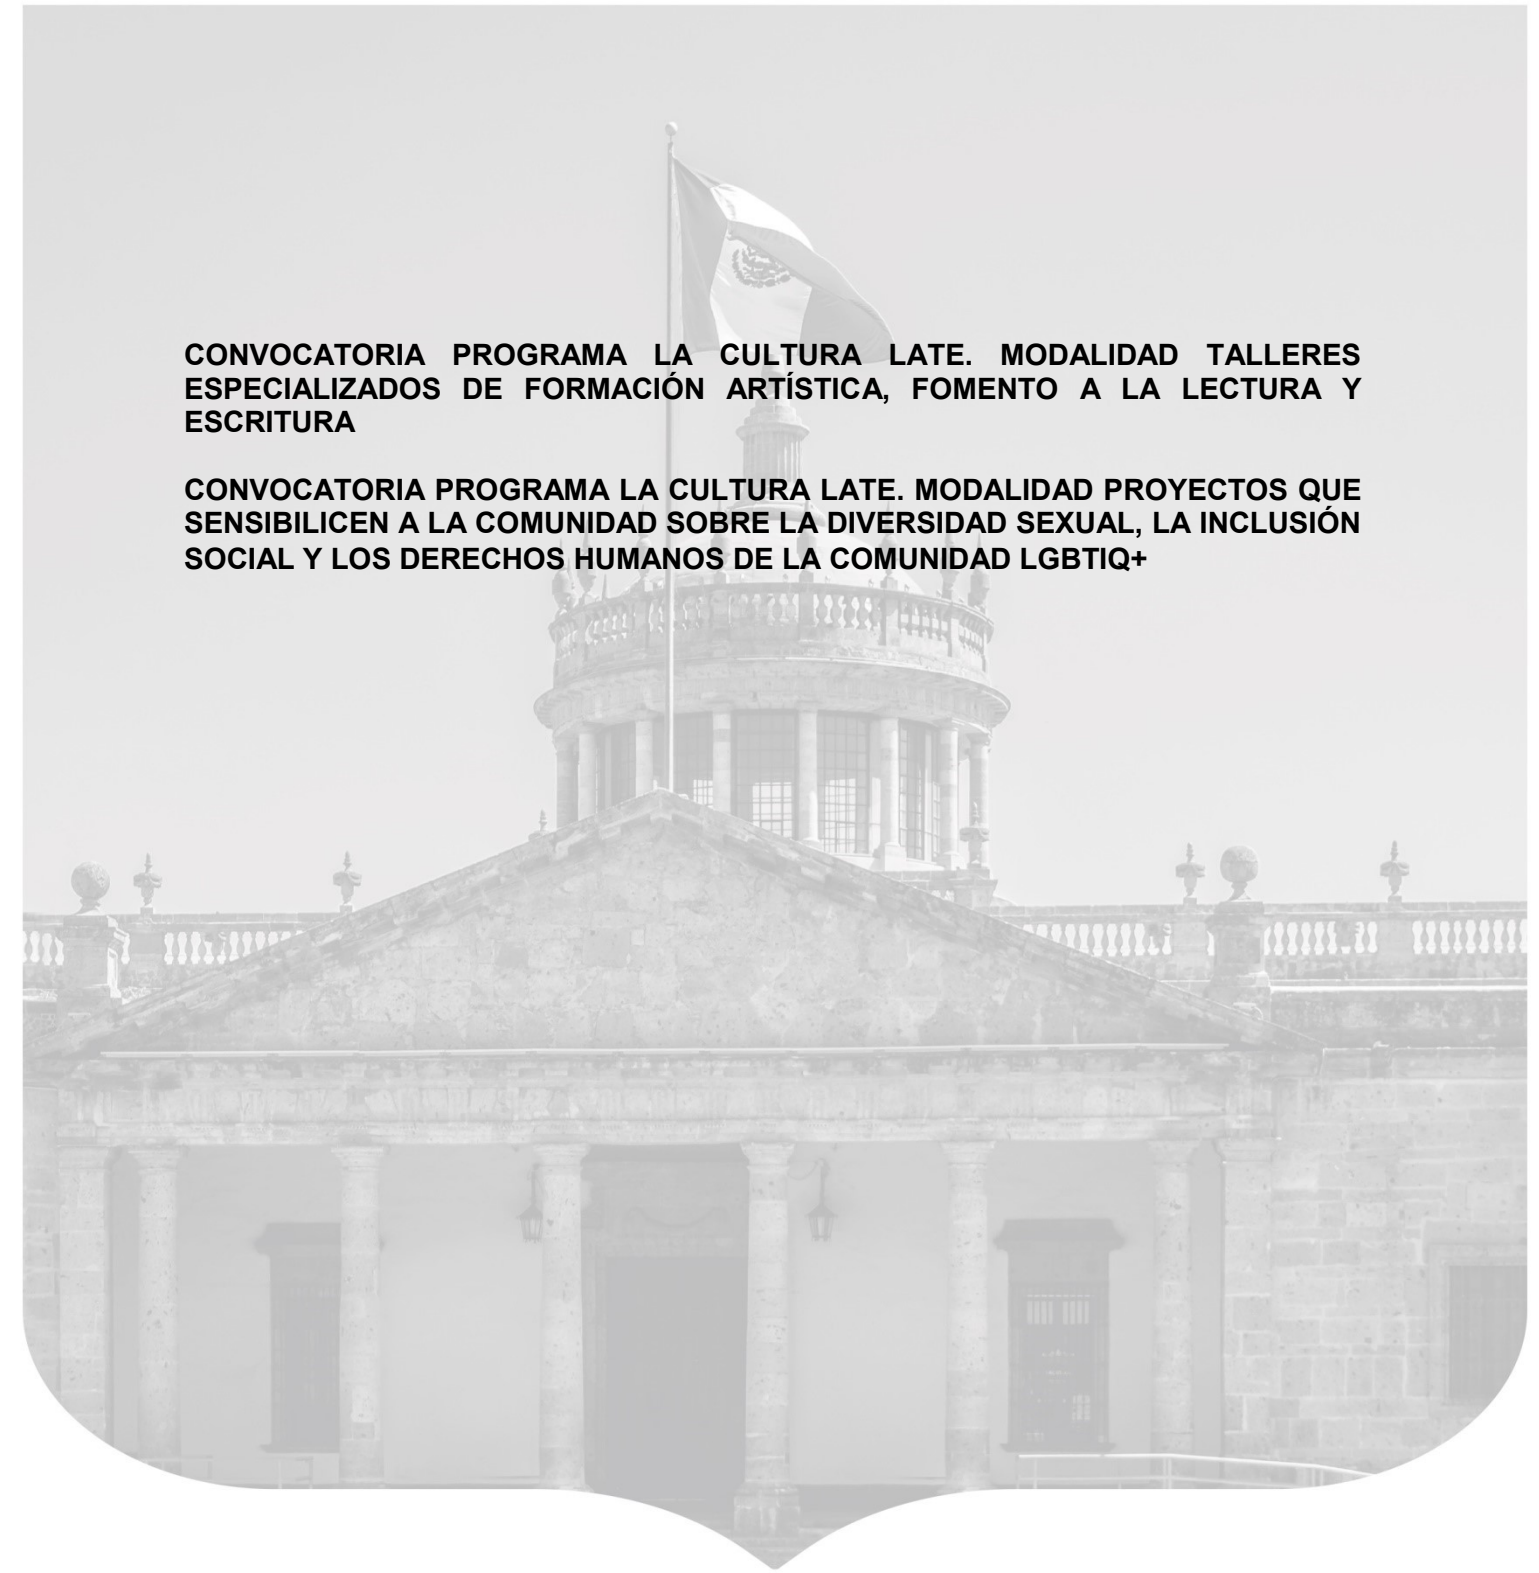 CONVOCATORIA PROGRAMA LA CULTURA LATE. MODALIDAD TALLERES
ESPECIALIZADOS DE FORMACIÓN ARTÍSTICA, FOMENTO A LA LECTURA Y
ESCRITURA
CONVOCATORIA PROGRAMA LA CULTURA LATE. MODALIDAD PROYECTOS QUE
SENSIBILICEN A LA COMUNIDAD SOBRE LA DIVERSIDAD SEXUAL, LA INCLUSIÓN
SOCIAL Y LOS DERECHOS HUMANOS DE LA COMUNIDAD LGBTIQ+